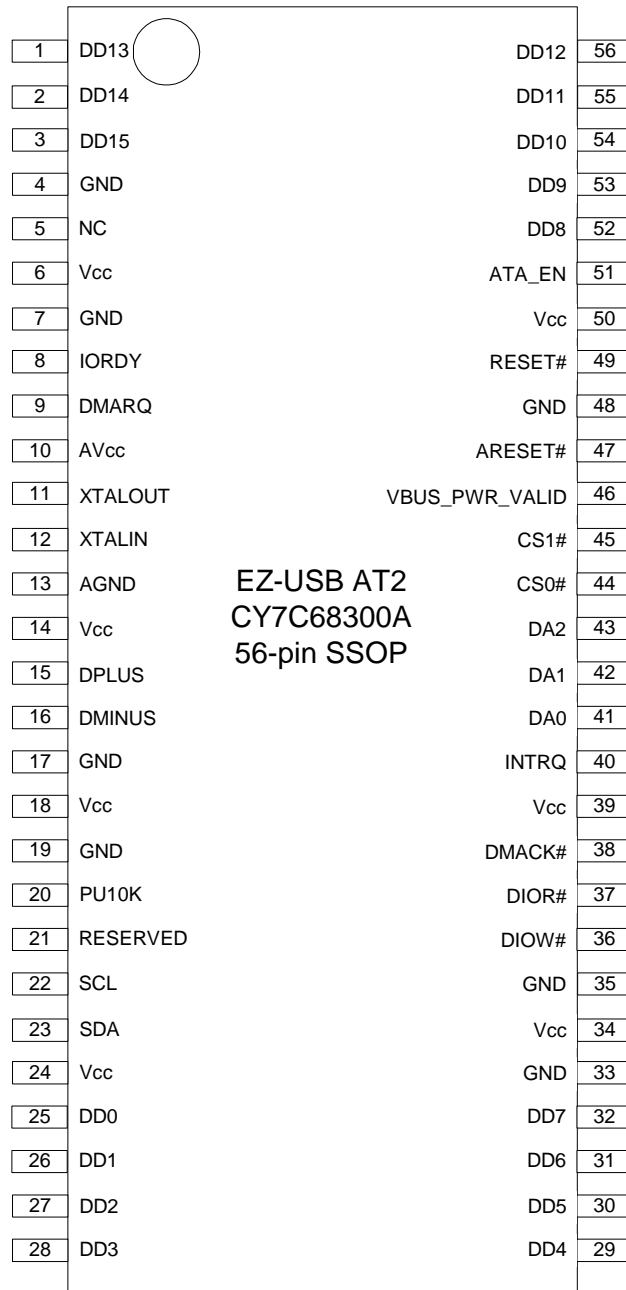 1 DD13 DD12 56
2 DD14 DD11 55
3 DD15 DD10 54
4 GND DD9 53
5 NC DD8 52
6 Vcc ATA_EN 51
7 GND Vcc 50
8 IORDY RESET# 49
9 DMARQ GND 48
10 AVcc ARESET# 47
11 XTALOUT VBUS_PWR_VALID 46
12 XTALIN CS1# 45
13 AGND EZ-USB AT2 CS0# 44
CY7C68300A
14 Vcc DA2 43
56-pin SSOP
15 DPLUS DA1 42
16 DMINUS DA0 41
17 GND INTRQ 40
18 Vcc Vcc 39
19 GND DMACK# 38
20 PU10K DIOR# 37
21 RESERVED DIOW# 36
22 SCL GND 35
23 SDA Vcc 34
24 Vcc GND 33
25 DD0 DD7 32
26 DD1 DD6 31
27 DD2 DD5 30
28 DD3 DD4 29